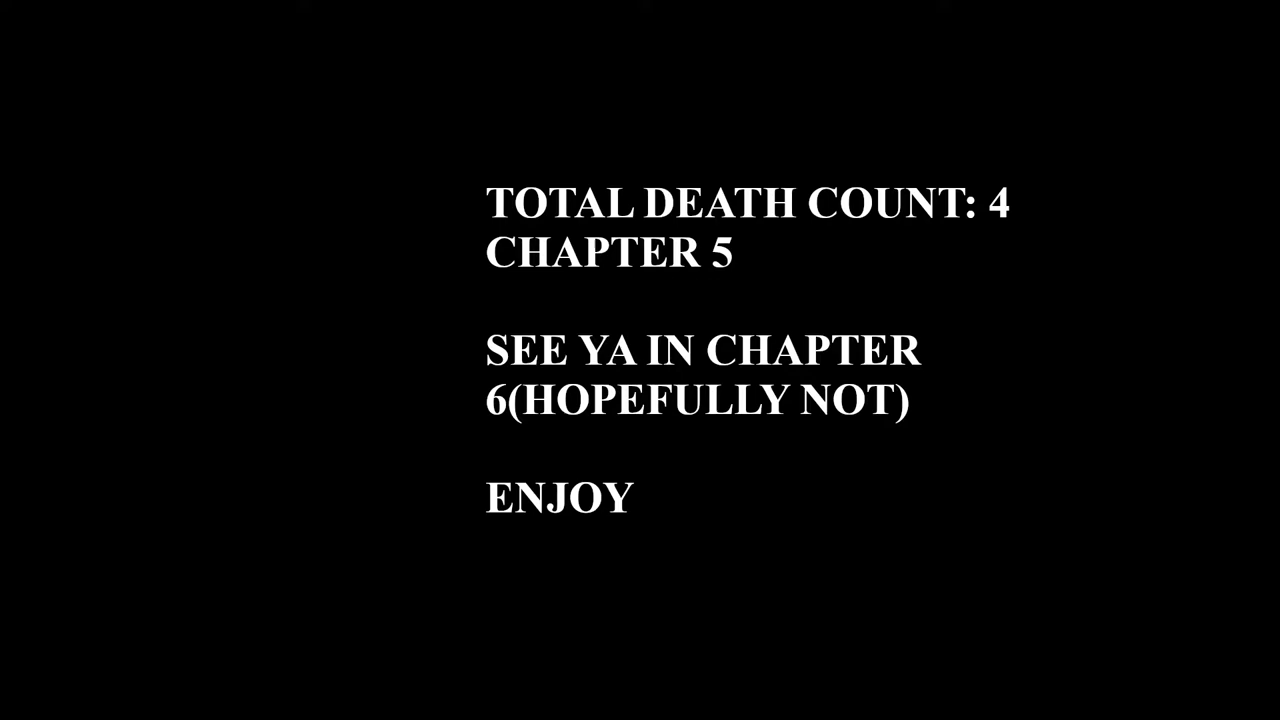 TOTAL DEATH COUNT: 4
CHAPTER 5
SEE YA IN CHAPTER
6(HOPEFULLY NOT)
ENJOY